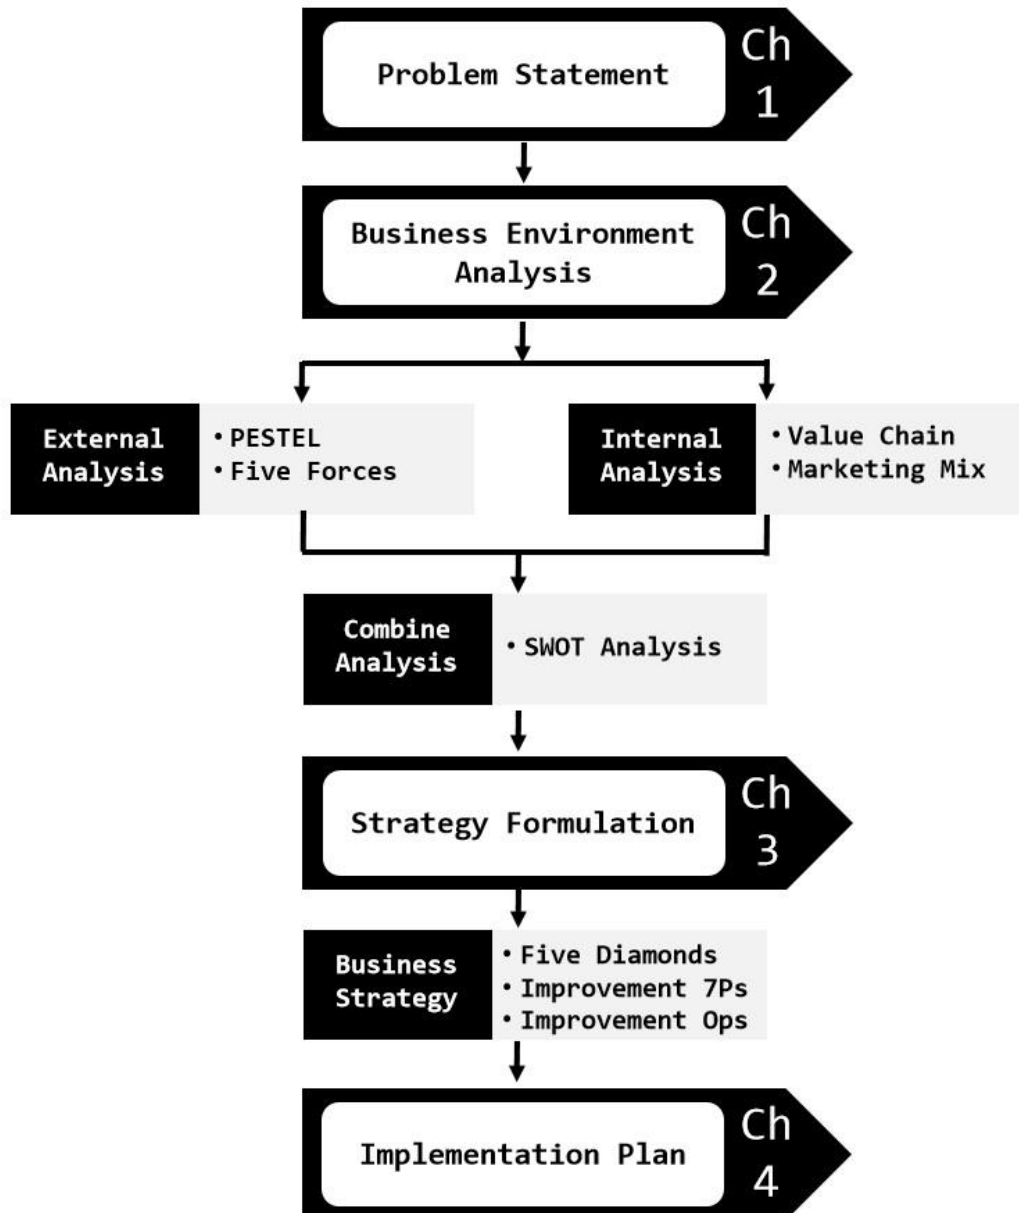 Problem Statement
Ch
1
Business Environment
Analysis
Ch
2
External
Analysis
• PESTEL
• Five Forces
Internal
Analysis
• Value Chain
• Marketing Mix
Combine
Analysis
• SWOT Analysis
Strategy Formulation
Ch
3
Business
Strategy
• Five Diamonds
• Improvement 7Ps
• Improvement Ops
Implementation Plan
Ch
4